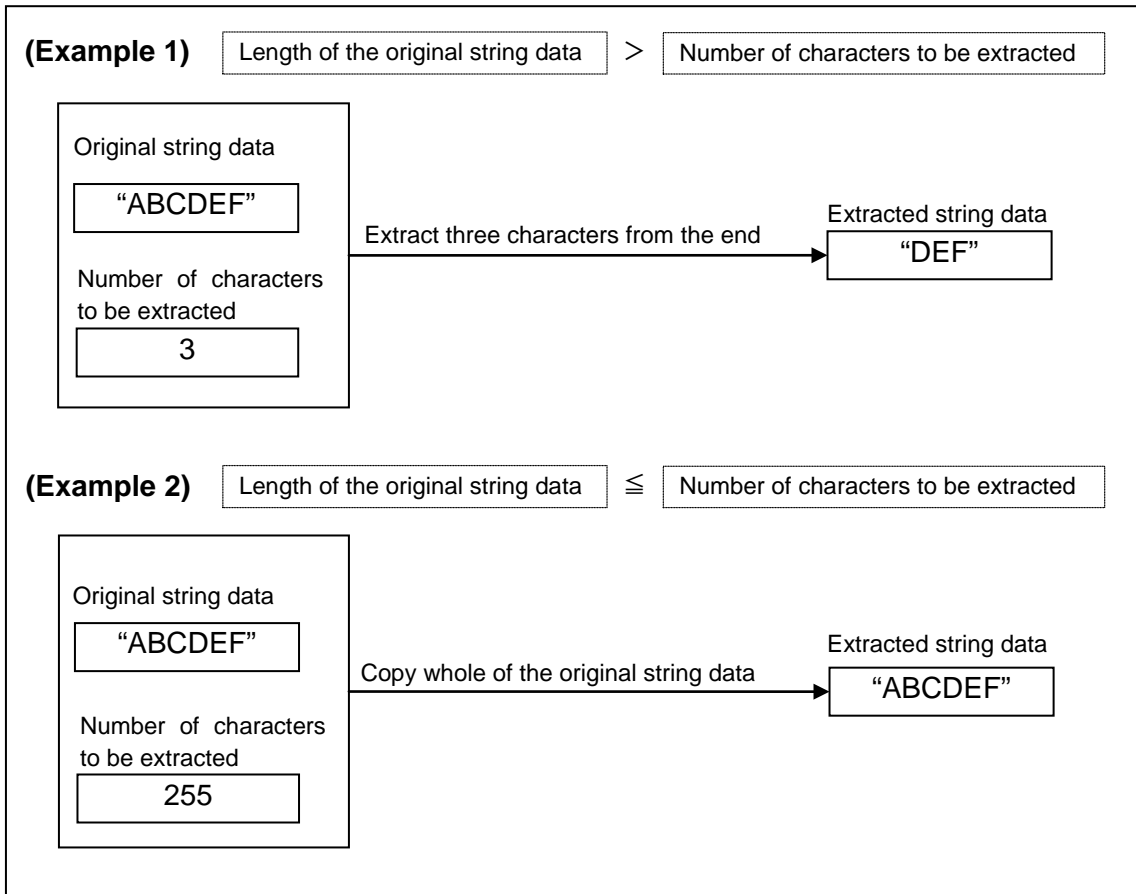 (Example 1) Length of the original string data > Number of characters to be extracted
Original string data
“ABCDEF”
Number of characters
to be extracted
3
Extract three characters from the end
Extracted string data
“DEF”
(Example 2) Length of the original string data ≦ Number of characters to be extracted
Original string data
“ABCDEF”
Number of characters
to be extracted
255
Copy whole of the original string data
Extracted string data
“ABCDEF”